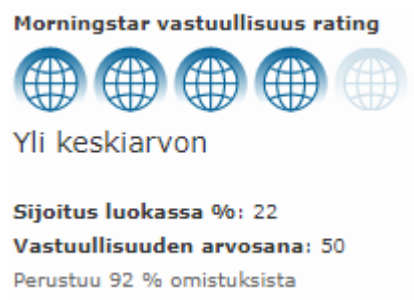 Morningstar vastuullisuus rating
Yli keskiarvon
Sijoitus luokassa %: 22
Vastuullisuuden arvosana: 50
Perustuu 92 % omistuksista